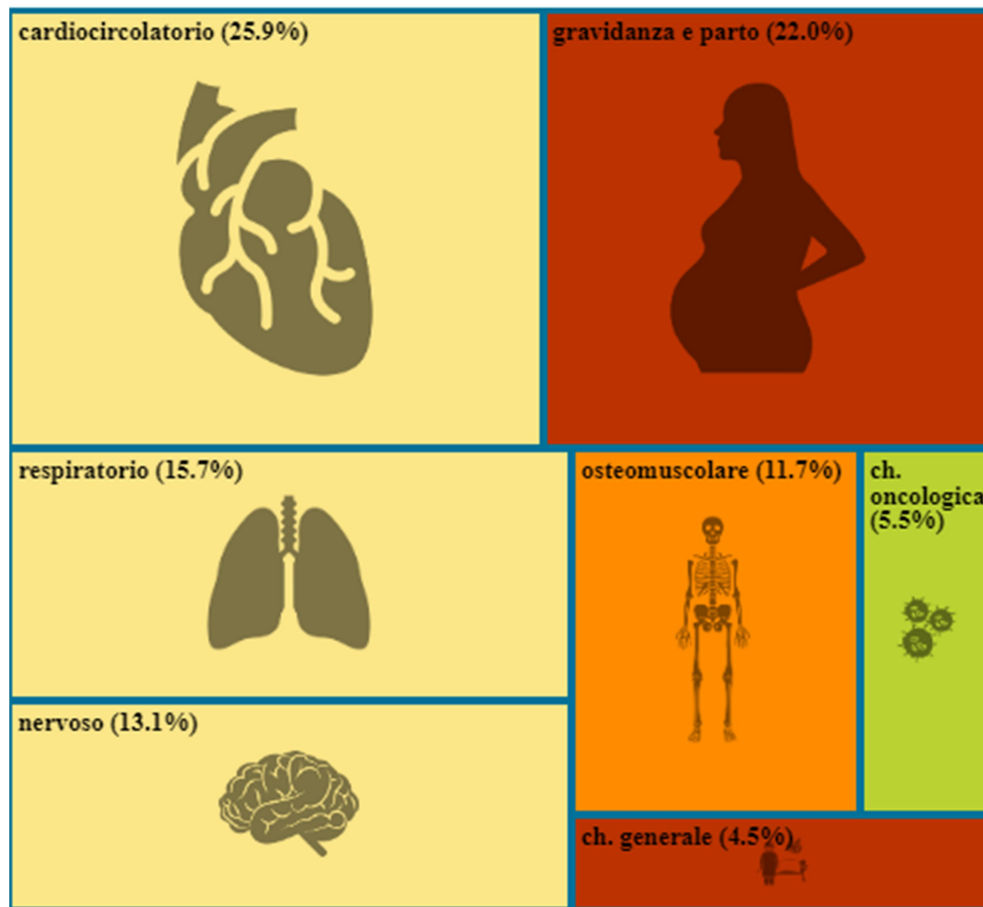 cardiocircolatorio (25.9%)
gravidanza e parto (22.0%)
respiratorio (15.7%)
osteomuscolare (11.7%)
ch.
oncologica
(5.5%)
nervoso (13.1%)
ch. generale (4.5%)